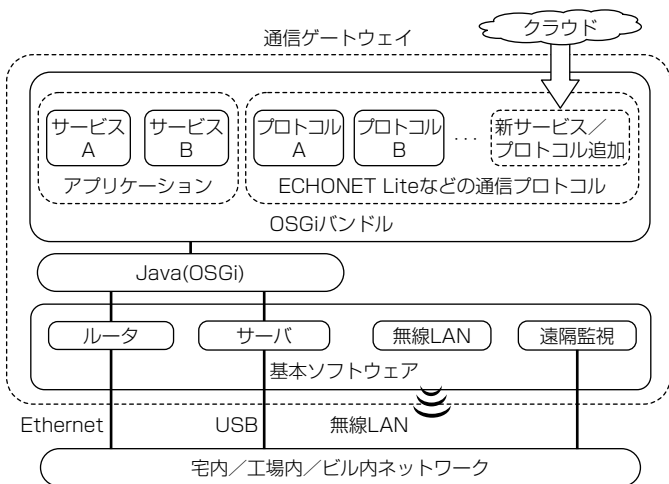 クラウド
通信ゲートウェイ
サービス
A
サービス
B
プロトコル
A
プロトコル
B
...
新サービス／
プロトコル追加
アプリケーション
ECHONET Liteなどの通信プロトコル
OSGiバンドル
Java(OSGi)
ルータ
サーバ
無線LAN
遠隔監視
基本ソフトウェア
Ethernet
USB
無線LAN
宅内／工場内／ビル内ネットワーク